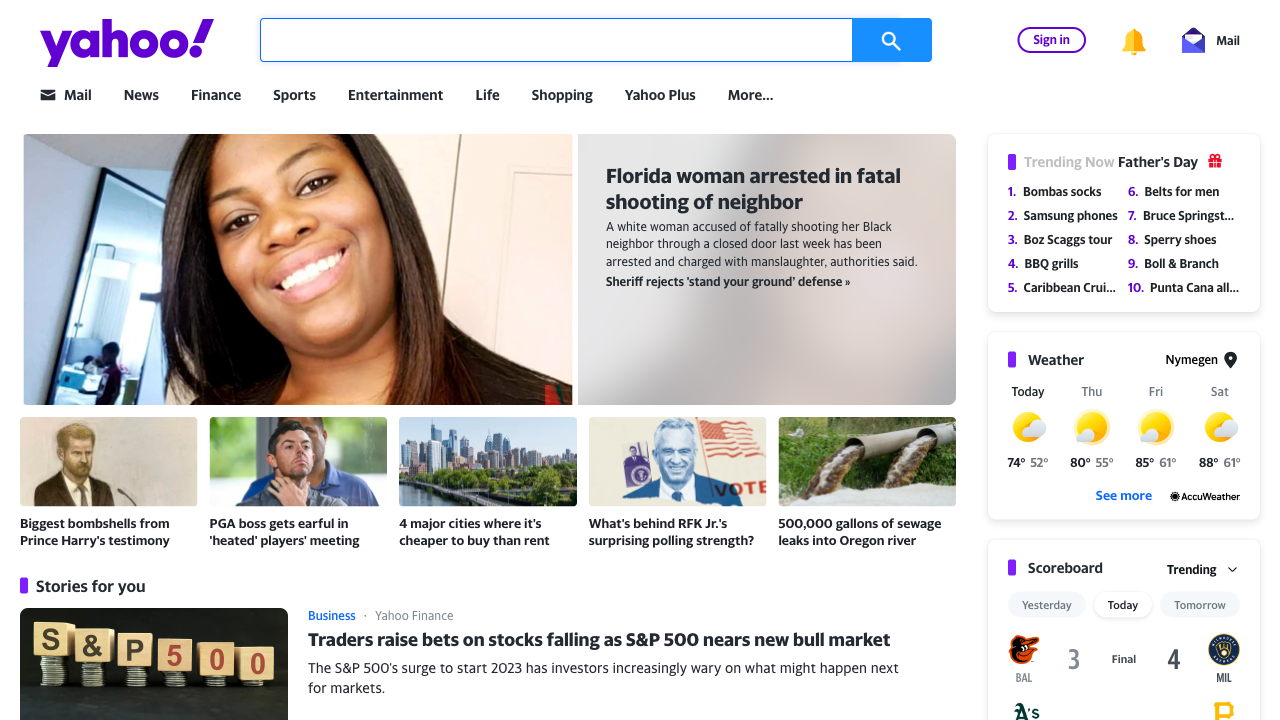 yahoo!
Sign in
Mail
Mail
News
Finance
Sports
Entertainment
Life
Shopping
Yahoo Plus
More...
Florida woman arrested in fatal
shooting of neighbor
A white woman accused of fatally shooting her Black
neighbor through a closed door last week has been
arrested and charged with manslaughter, authorities said.
Sheriff rejects 'stand your ground' defense »
Biggest bombshells from
Prince Harry's testimony
PGA boss gets earful in
'heated' players' meeting
4 major cities where it's
cheaper to buy than rent
VOTE
What's behind RFK Jr.'s
surprising polling strength?
500,000 gallons of sewage
leaks into Oregon river
Stories for you
S & P 5 0 0
Business · Yahoo Finance
Traders raise bets on stocks falling as S&P 500 nears new bull market
The S&P 500's surge to start 2023 has investors increasingly wary on what might happen next
for markets.
Trending Now Father's Day
1. Bombas socks
2. Samsung phones
3. Boz Scaggs tour
4. BBQ grills
5. Caribbean Crui...
6. Belts for men
7. Bruce Springst...
8. Sperry shoes
9. Boll & Branch
10. Punta Cana all...
Weather
Nymegen
Today Thu Fri Sat
74° 52° 80° 55° 85° 61° 88° 61°
See more
AccuWeather
Scoreboard
Trending
Yesterday Today Tomorrow
3 Final 4
BAL MIL
A's P